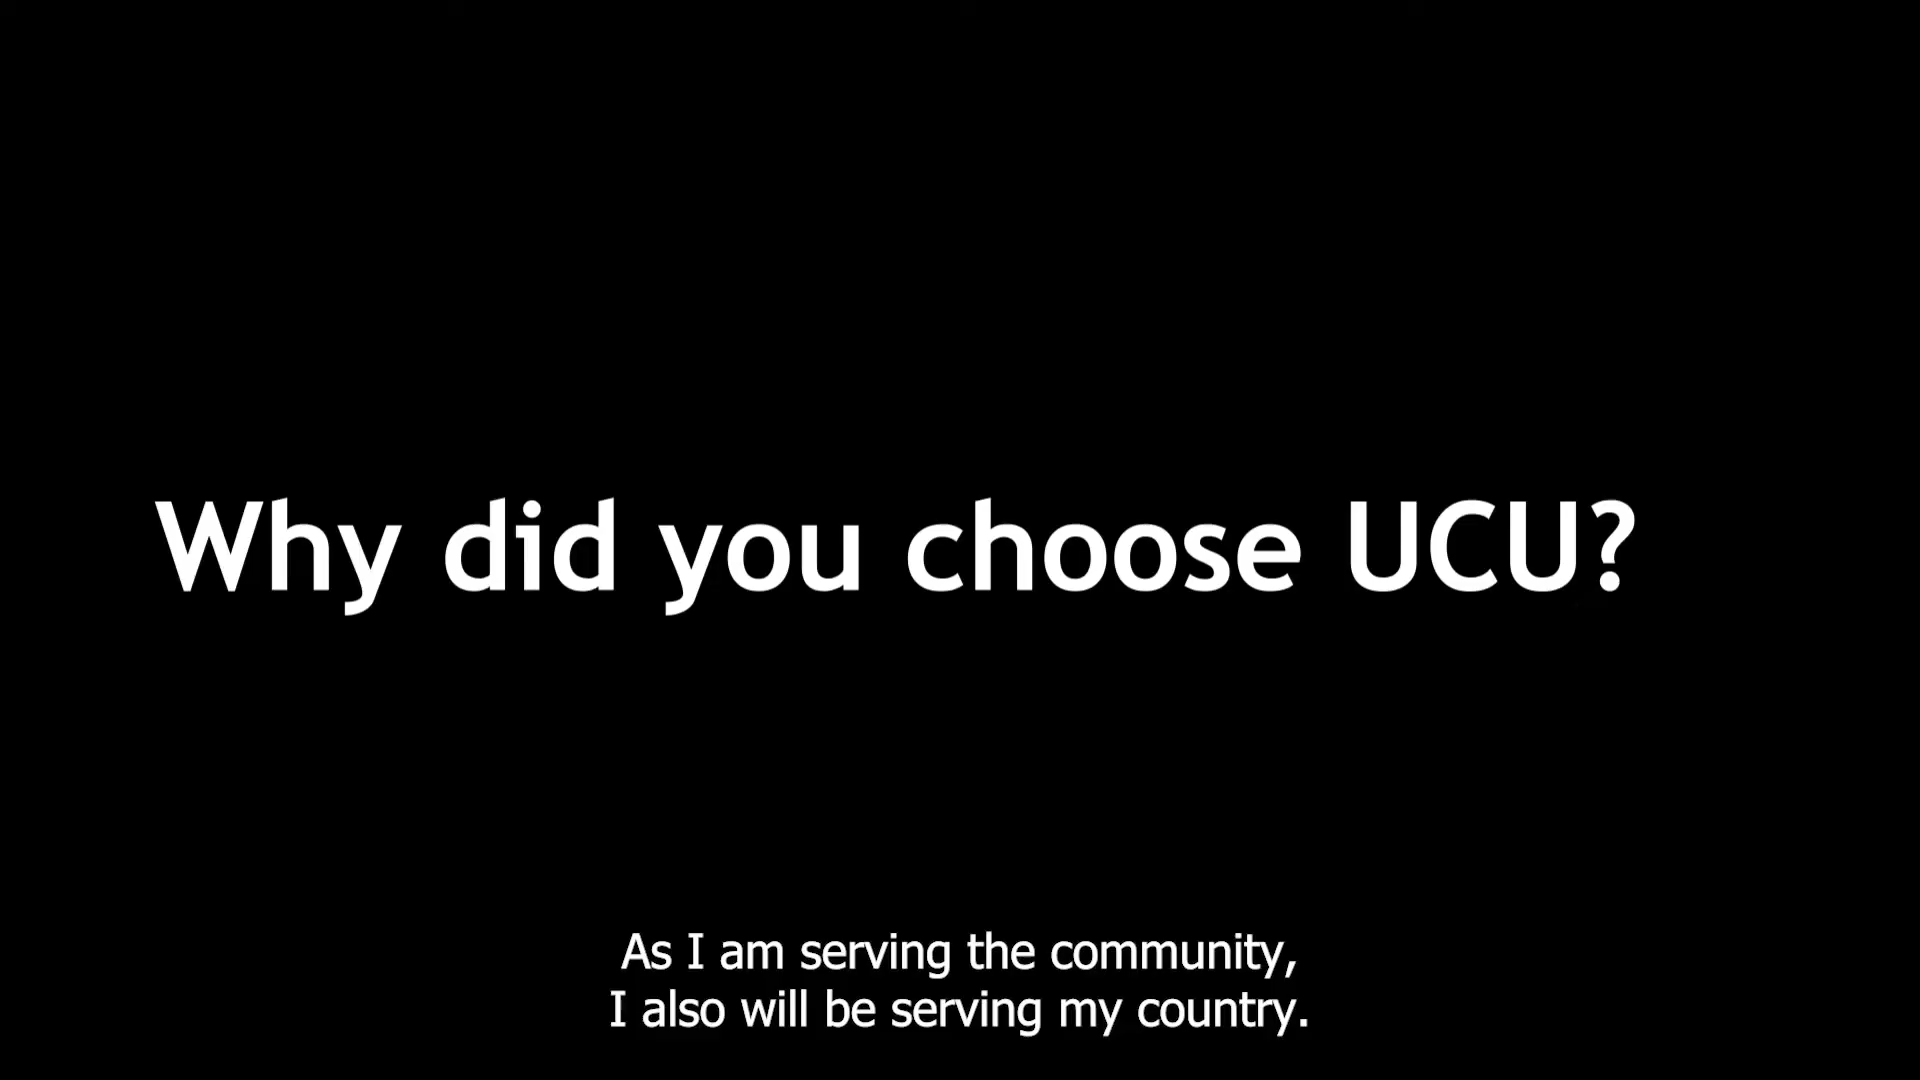 Why did you choose UCU?
As I am serving the community,
I also will be serving my country.